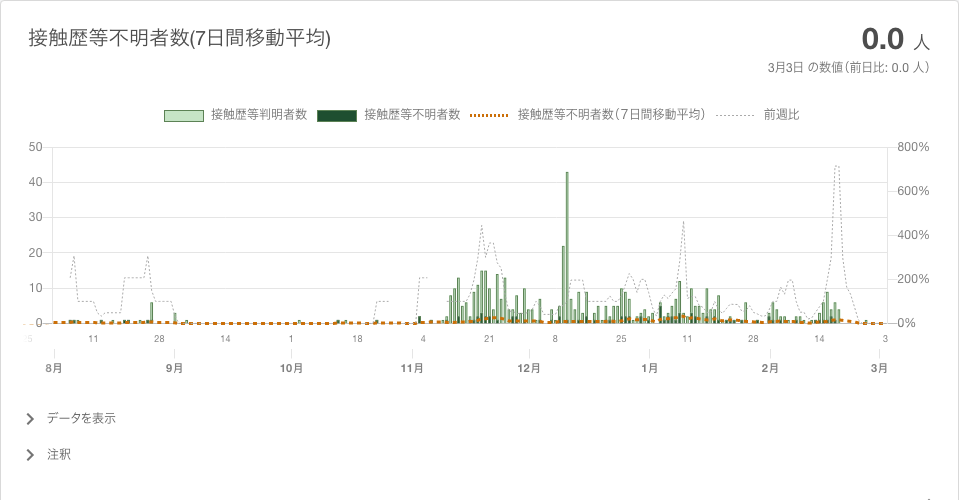 接触歴等不明者数(7日間移動平均)
0.0 人
3月3日 の数値（前日比: 0.0 人）
接触歴等判明者数 接触歴等不明者数 接触歴等不明者数（7日間移動平均） 前週比
50 800%
40 600%
30 400%
20 200%
10 0%
0
5 11 28 14 1 18 4 21 8 25 11 28 14 3
8月 9月 10月 11月 12月 1月 2月 3月
データを表示
注釈